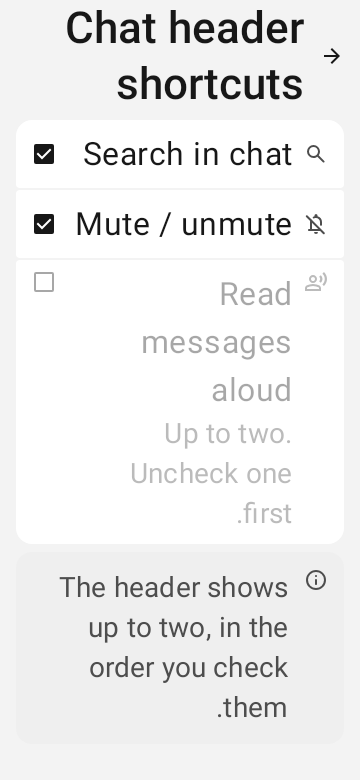 Chat header
shortcuts
Search in chat
Mute / unmute
Read
messages
aloud
Up to two.
Uncheck one
.first
The header shows
up to two, in the
order you check
.them